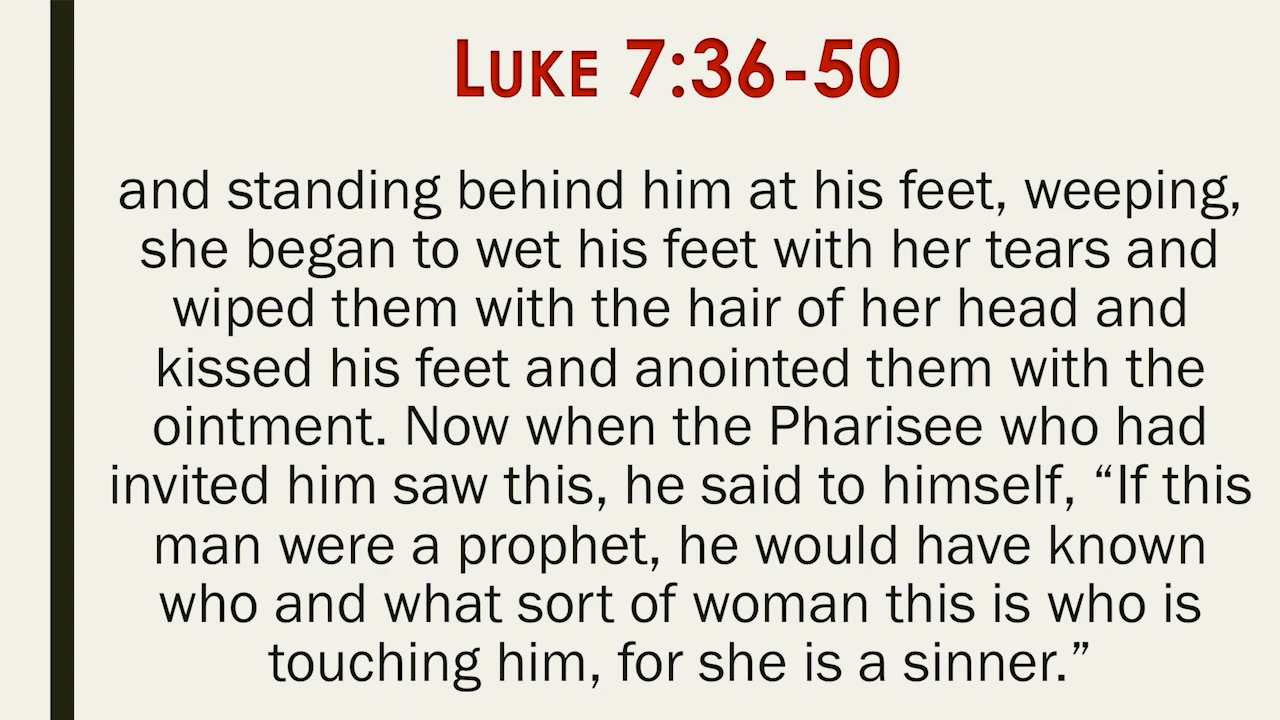 LUKE 7:36-50
and standing behind him at his feet, weeping,
she began to wet his feet with her tears and
wiped them with the hair of her head and
kissed his feet and anointed them with the
ointment. Now when the Pharisee who had
invited him saw this, he said to himself, “If this
man were a prophet, he would have known
who and what sort of woman this is who is
touching him, for she is a sinner.”